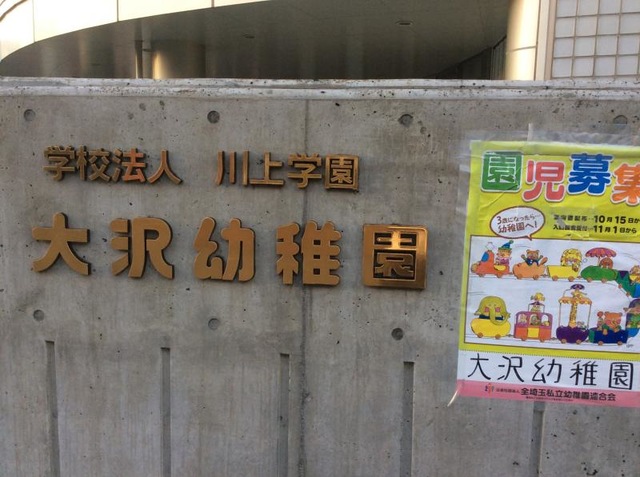 学校法人 川上学園
大沢幼稚園
園児募集
3歳になったら
幼稚園へ!
10月15日か
11月1日から
大沢幼稚園
全埼玉私立幼稚園連合会